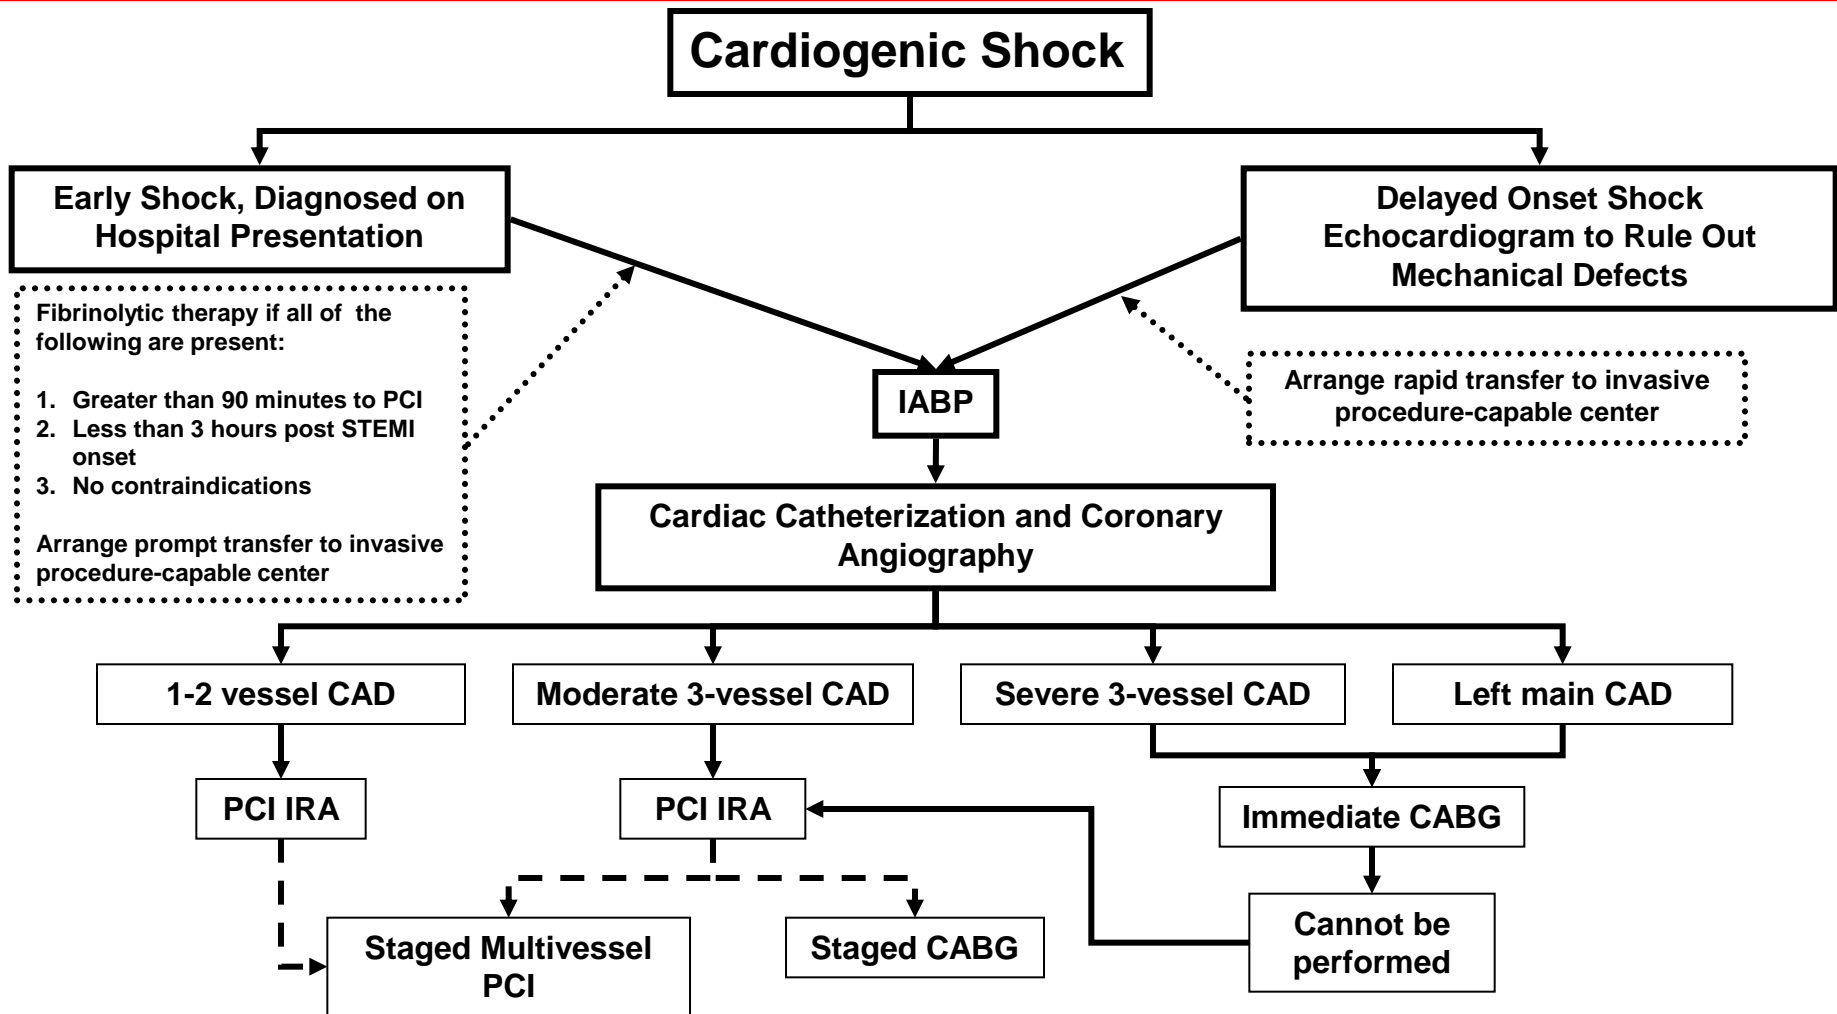 Cardiogenic Shock
Early Shock, Diagnosed on
Hospital Presentation
Delayed Onset Shock
Echocardiogram to Rule Out
Mechanical Defects
Fibrinolytic therapy if all of the
following are present:
1. Greater than 90 minutes to PCI
2. Less than 3 hours post STEMI
onset
3. No contraindications
Arrange prompt transfer to invasive
procedure-capable center
IABP
Arrange rapid transfer to invasive
procedure-capable center
Cardiac Catheterization and Coronary
Angiography
1-2 vessel CAD
Moderate 3-vessel CAD
Severe 3-vessel CAD
Left main CAD
PCI IRA
PCI IRA
Immediate CABG
Staged Multivessel
PCI
Staged CABG
Cannot be
performed